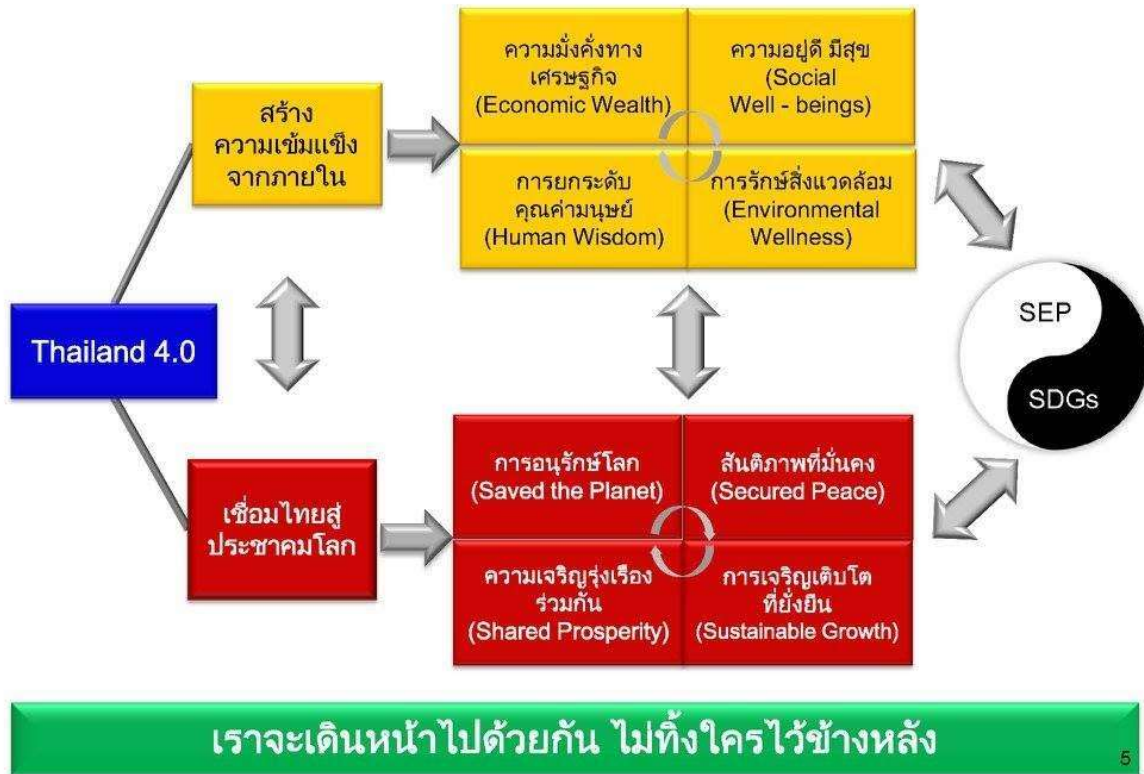 ความมั่งคั่งทาง
เศรษฐกิจ
(Economic Wealth)
ความอยู่ดี มีสุข
(Social
Well - beings)
สร้าง
ความเข้มแข็ง
จากภายใน
การยกระดับ
คุณค่ามนุษย์
(Human Wisdom)
การรักษ์สิ่งแวดล้อม
(Environmental
Wellness)
Thailand 4.0
SEP
SDGs
การอนุรักษ์โลก
(Saved the Planet)
สันติภาพที่มั่นคง
(Secured Peace)
เชื่อมไทยสู่
ประชาคมโลก
ความเจริญรุ่งเรือง
ร่วมกัน
(Shared Prosperity)
การเจริญเติบโต
ที่ยั่งยืน
(Sustainable Growth)
เราจะเดินหน้าไปด้วยกัน ไม่ทิ้งใครไว้ข้างหลัง
5